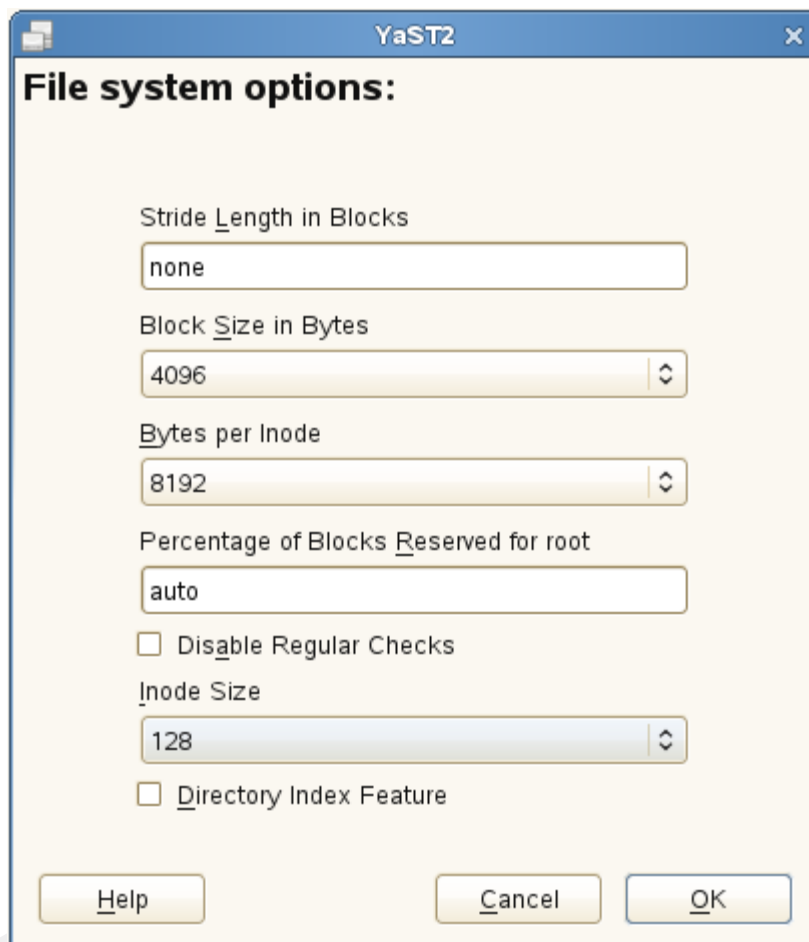 YaST2
File system options:
Stride Length in Blocks
none
Block Size in Bytes
4096
Bytes per Inode
8192
Percentage of Blocks Reserved for root
auto
Disable Regular Checks
Inode Size
128
Directory Index Feature
Help Cancel OK